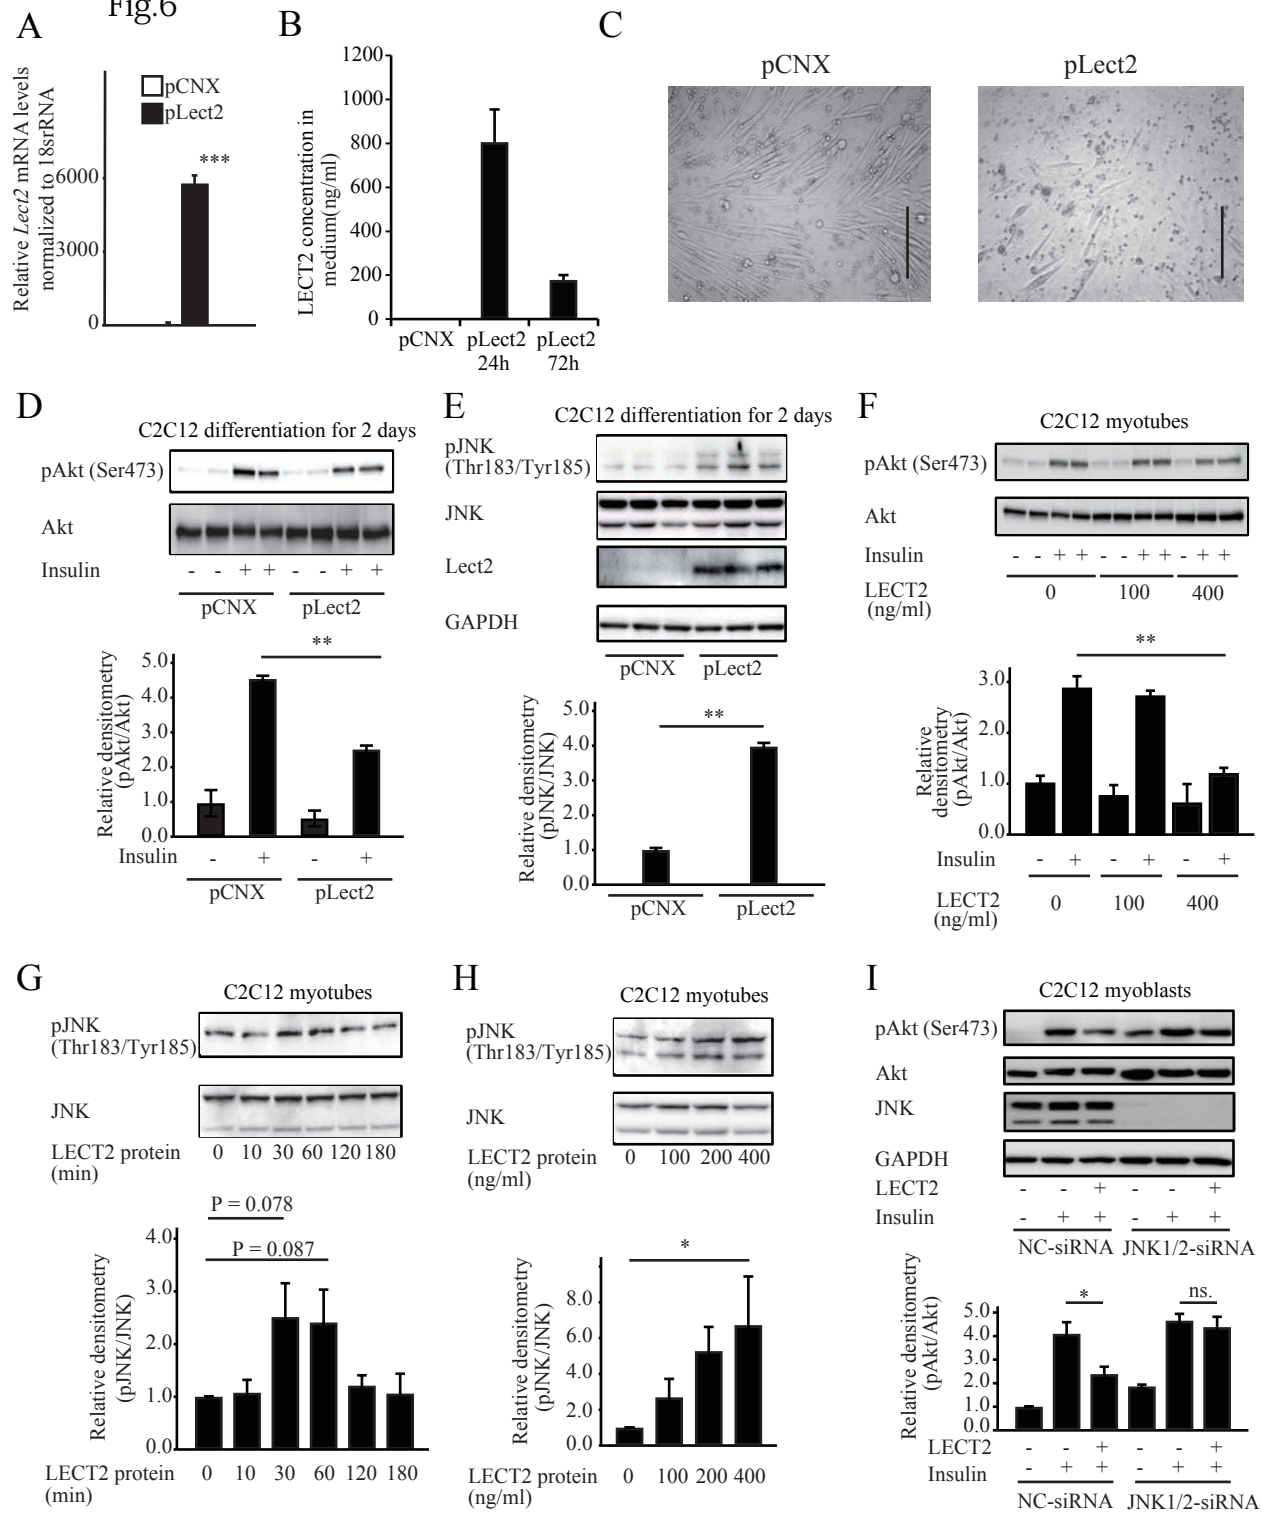 Fig.6
A
Relative Lect2 mRNA levels
normalized to 18srRNA
pCNX
pLect2
***
6000
3000
0
B
LECT2 concentration in
medium(ng/ml)
1200
1000
800
600
400
200
0
pCNX pLect2 pLect2
24h 72h
C
pCNX pLect2
D
C2C12 differentiation for 2 days
pAkt (Ser473)
Akt
Insulin - - + + - - + +
pCNX pLect2
Relative densitometry
(pAkt/Akt)
**
5.0
4.0
3.0
2.0
1.0
0.0
Insulin - + - +
pCNX pLect2
E
C2C12 differentiation for 2 days
pJNK
(Thr183/Tyr185)
JNK
Lect2
GAPDH
pCNX pLect2
Relative densitometry
(pJNK/JNK)
**
5.0
4.0
3.0
2.0
1.0
0.0
pCNX pLect2
F
C2C12 myotubes
pAkt (Ser473)
Akt
Insulin - - + + - - + + - + +
LECT2 0 100 400
(ng/ml)
Relative
densitometry
(pAkt/Akt)
**
3.0
2.0
1.0
0.0
Insulin - + - + - +
LECT2 0 100 400
(ng/ml)
G
C2C12 myotubes
pJNK
(Thr183/Tyr185)
JNK
LECT2 protein 0 10 30 60 120 180
(min)
P = 0.078
P = 0.087
Relative densitometry
(pJNK/JNK)
4.0
3.0
2.0
1.0
0.0
LECT2 protein 0 10 30 60 120 180
(min)
H
C2C12 myotubes
pJNK
(Thr183/Tyr185)
JNK
LECT2 protein 0 100 200 400
(ng/ml)
Relative densitometry
(pJNK/JNK)
*
8.0
6.0
4.0
2.0
0.0
LECT2 protein 0 100 200 400
(ng/ml)
I
C2C12 myoblasts
pAkt (Ser473)
Akt
JNK
GAPDH
LECT2 - - + - - +
Insulin - + + - + +
NC-siRNA JNK1/2-siRNA
Relative densitometry
(pAkt/Akt)
* ns.
5.0
4.0
3.0
2.0
1.0
0.0
LECT2 - - + - - +
Insulin - + + - + +
NC-siRNA JNK1/2-siRNA